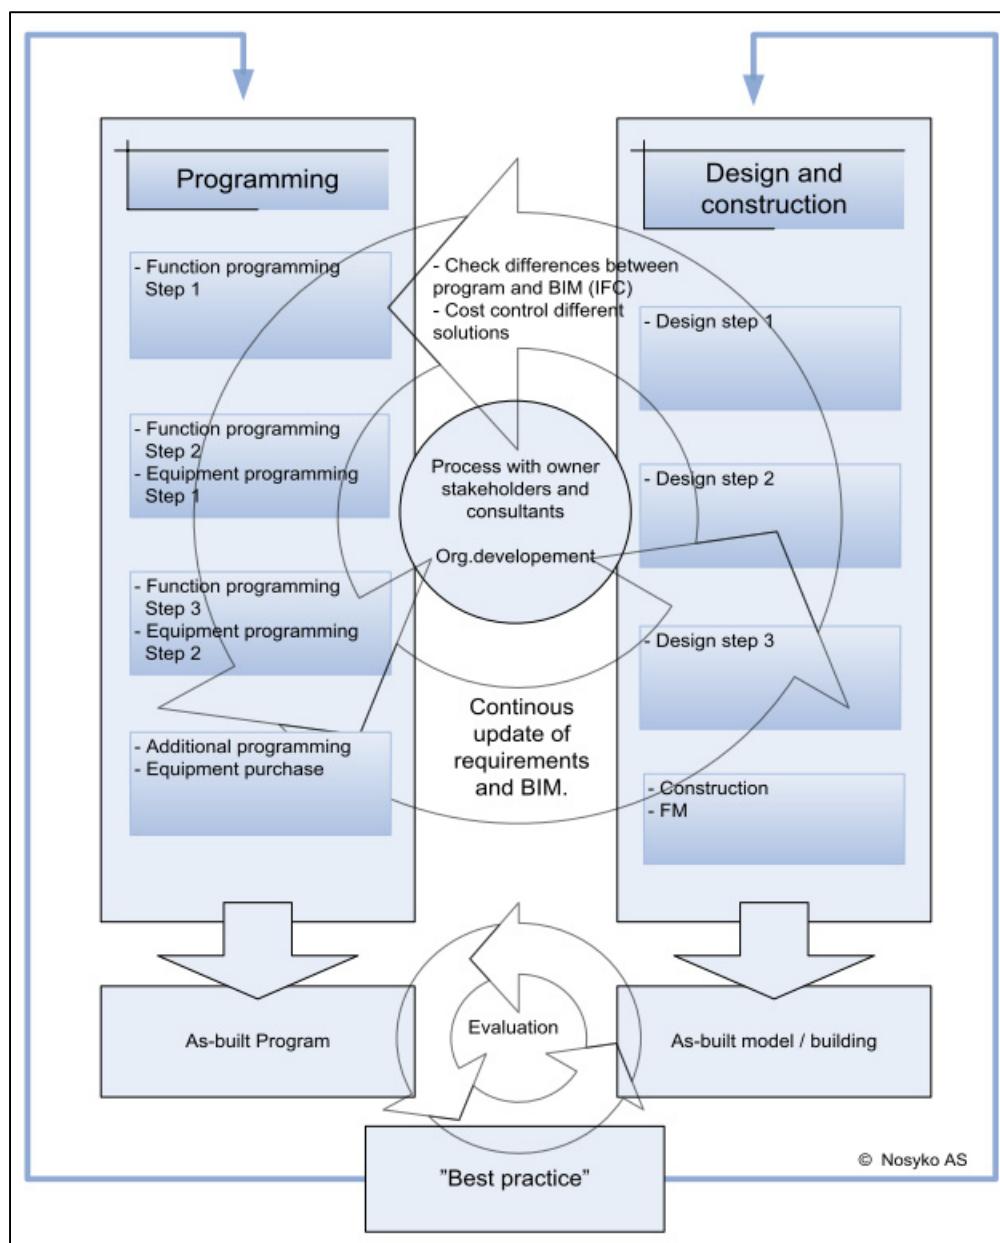 Programming
- Function programming
Step 1
- Function programming
Step 2
- Equipment programming
Step 1
- Function programming
Step 3
- Equipment programming
Step 2
- Additional programming
- Equipment purchase
- Check differences between
program and BIM (IFC)
- Cost control different
solutions
Process with owner
stakeholders and
consultants
Org.developement
Continous
update of
requirements
and BIM.
Design and
construction
- Design step 1
- Design step 2
- Design step 3
- Construction
- FM
As-built Program
Evaluation
As-built model / building
"Best practice"
© Nosyko AS